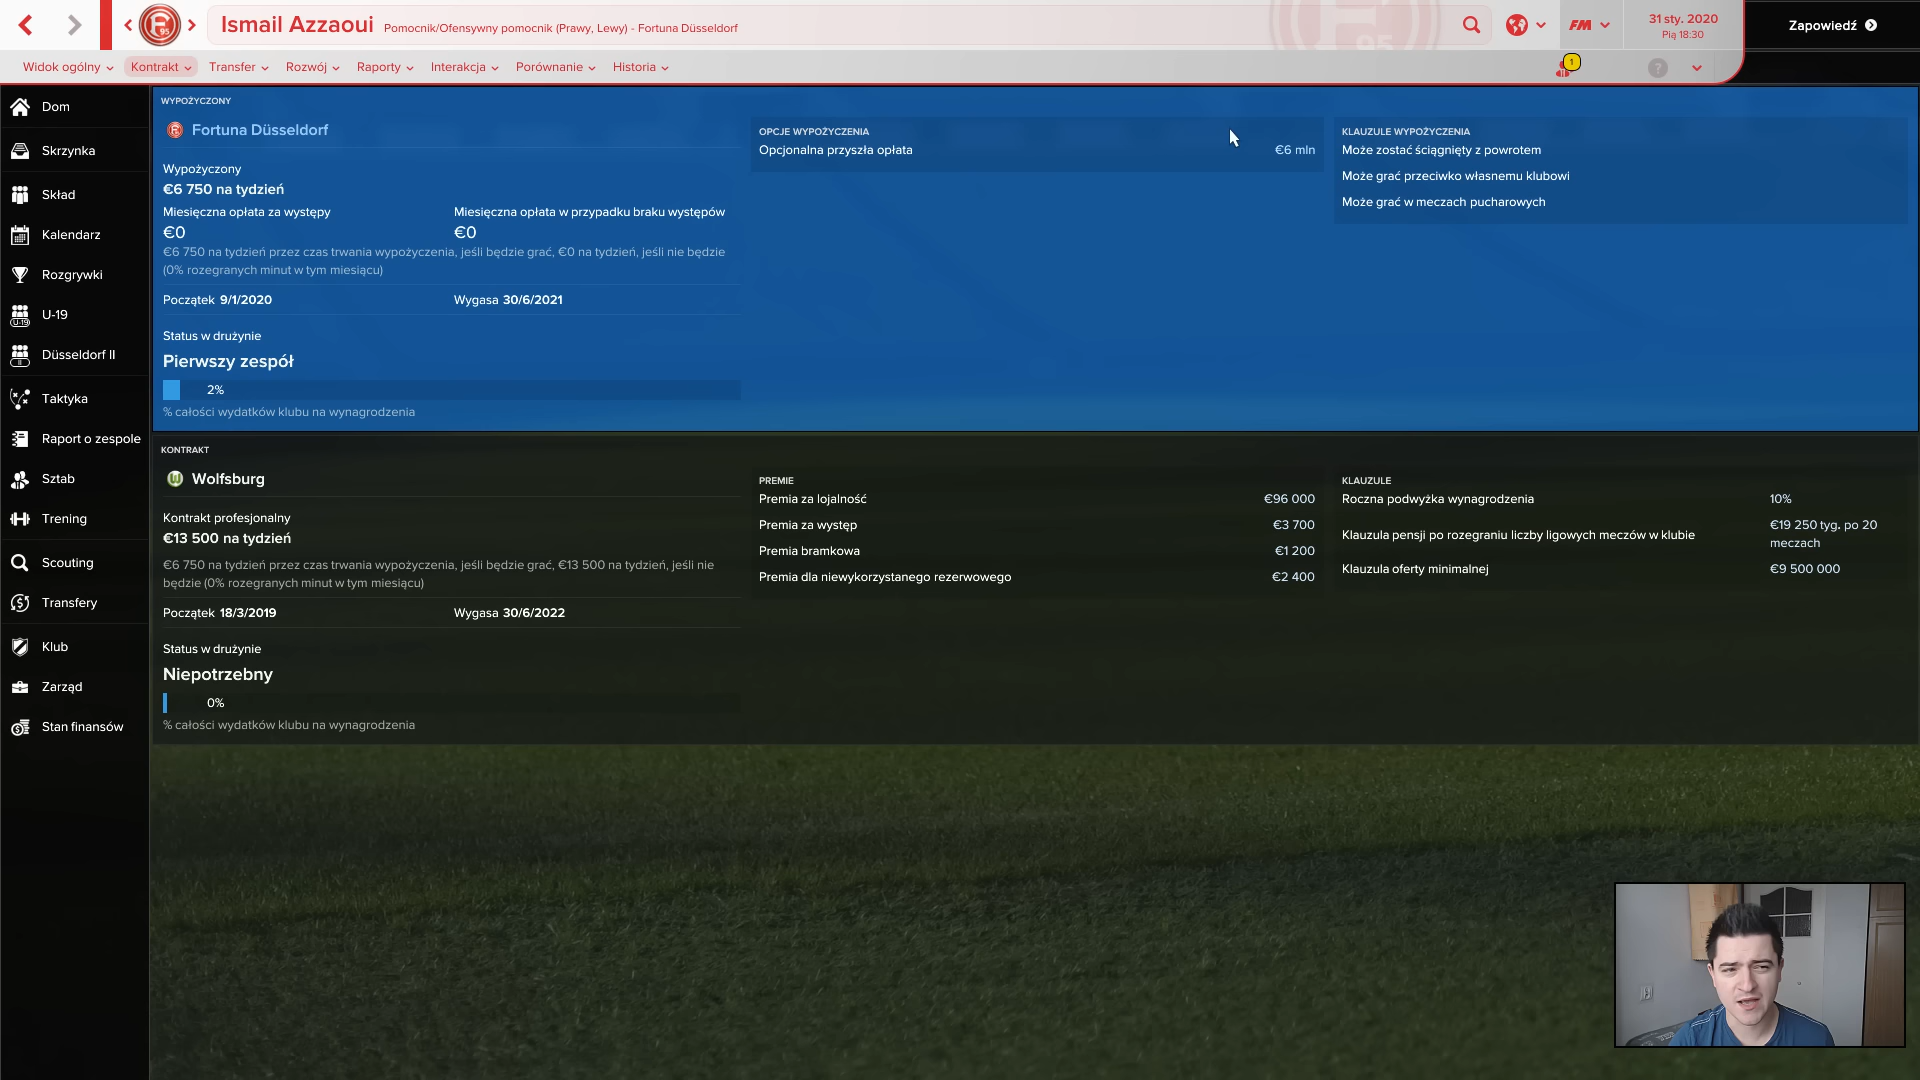 Ismail Azzaoui
Pomocnik/Ofensywny pomocnik (Prawy, Lewy) - Fortuna Düsseldorf
FM
31 sty. 2020
Pią 18:30
Zapowiedź
Widok ogólny
Kontrakt
Transfer
Rozwój
Raporty
Interakcja
Porównanie
Historia
1
?
Dom
Skrzynka
Skład
Kalendarz
Rozgrywki
U-19
Düsseldorf II
Taktyka
Raport o zespole
Sztab
Trening
Scouting
Transfery
Klub
Zarząd
Stan finansów
WYPOŻYCZONY
Fortuna Düsseldorf
Wypożyczony
€6 750 na tydzień
Miesięczna opłata za występy
Miesięczna opłata w przypadku braku występów
€0
€0
€6 750 na tydzień przez czas trwania wypożyczenia, jeśli będzie grać, €0 na tydzień, jeśli nie będzie
(0% rozegranych minut w tym miesiącu)
Początek 9/1/2020
Wygasa 30/6/2021
Status w drużynie
Pierwszy zespół
2%
% całości wydatków klubu na wynagrodzenia
OPCJE WYPOŻYCZENIA
Opcjonalna przyszła opłata
€6 mln
KLAUZULE WYPOŻYCZENIA
Może zostać ściągnięty z powrotem
Może grać przeciwko własnemu klubowi
Może grać w meczach pucharowych
KONTRAKT
Wolfsburg
Kontrakt profesjonalny
€13 500 na tydzień
€6 750 na tydzień przez czas trwania wypożyczenia, jeśli będzie grać, €13 500 na tydzień, jeśli nie
będzie (0% rozegranych minut w tym miesiącu)
Początek 18/3/2019
Wygasa 30/6/2022
Status w drużynie
Niepotrzebny
0%
% całości wydatków klubu na wynagrodzenia
PREMIE
Premia za lojalność
€96 000
Premia za występ
€3 700
Premia bramkowa
€1 200
Premia dla niewykorzystanego rezerwowego
€2 400
KLAUZULE
Roczna podwyżka wynagrodzenia
10%
Klauzula pensji po rozegraniu liczby ligowych meczów w klubie
€19 250 tyg. po 20
meczach
Klauzula oferty minimalnej
€9 500 000